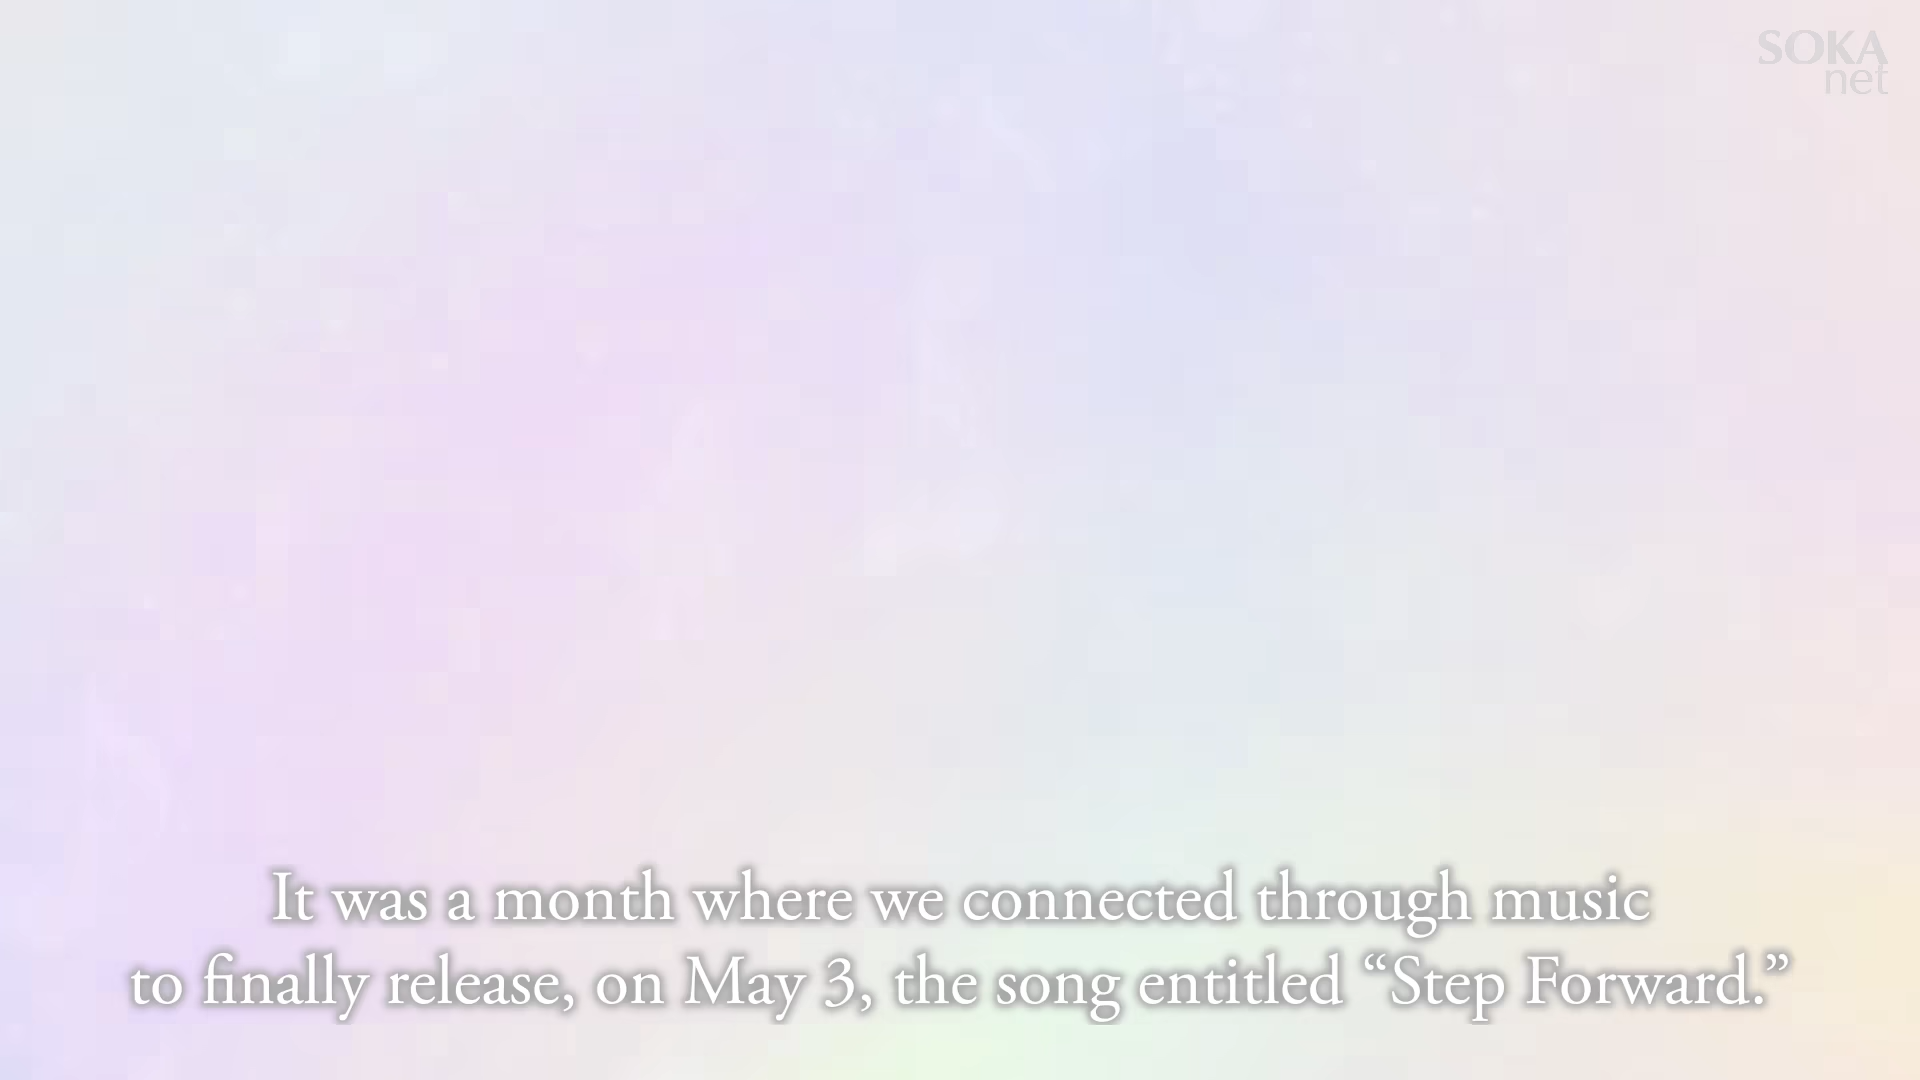 SOKA
net
It was a month where we connected through music
to finally release, on May 3, the song entitled “Step Forward.”